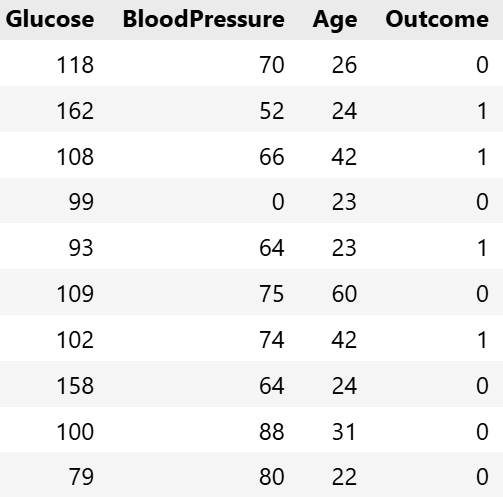 Glucose BloodPressure Age Outcome
118 70 26 0
162 52 24 1
108 66 42 1
99 0 23 0
93 64 23 1
109 75 60 0
102 74 42 1
158 64 24 0
100 88 31 0
79 80 22 0